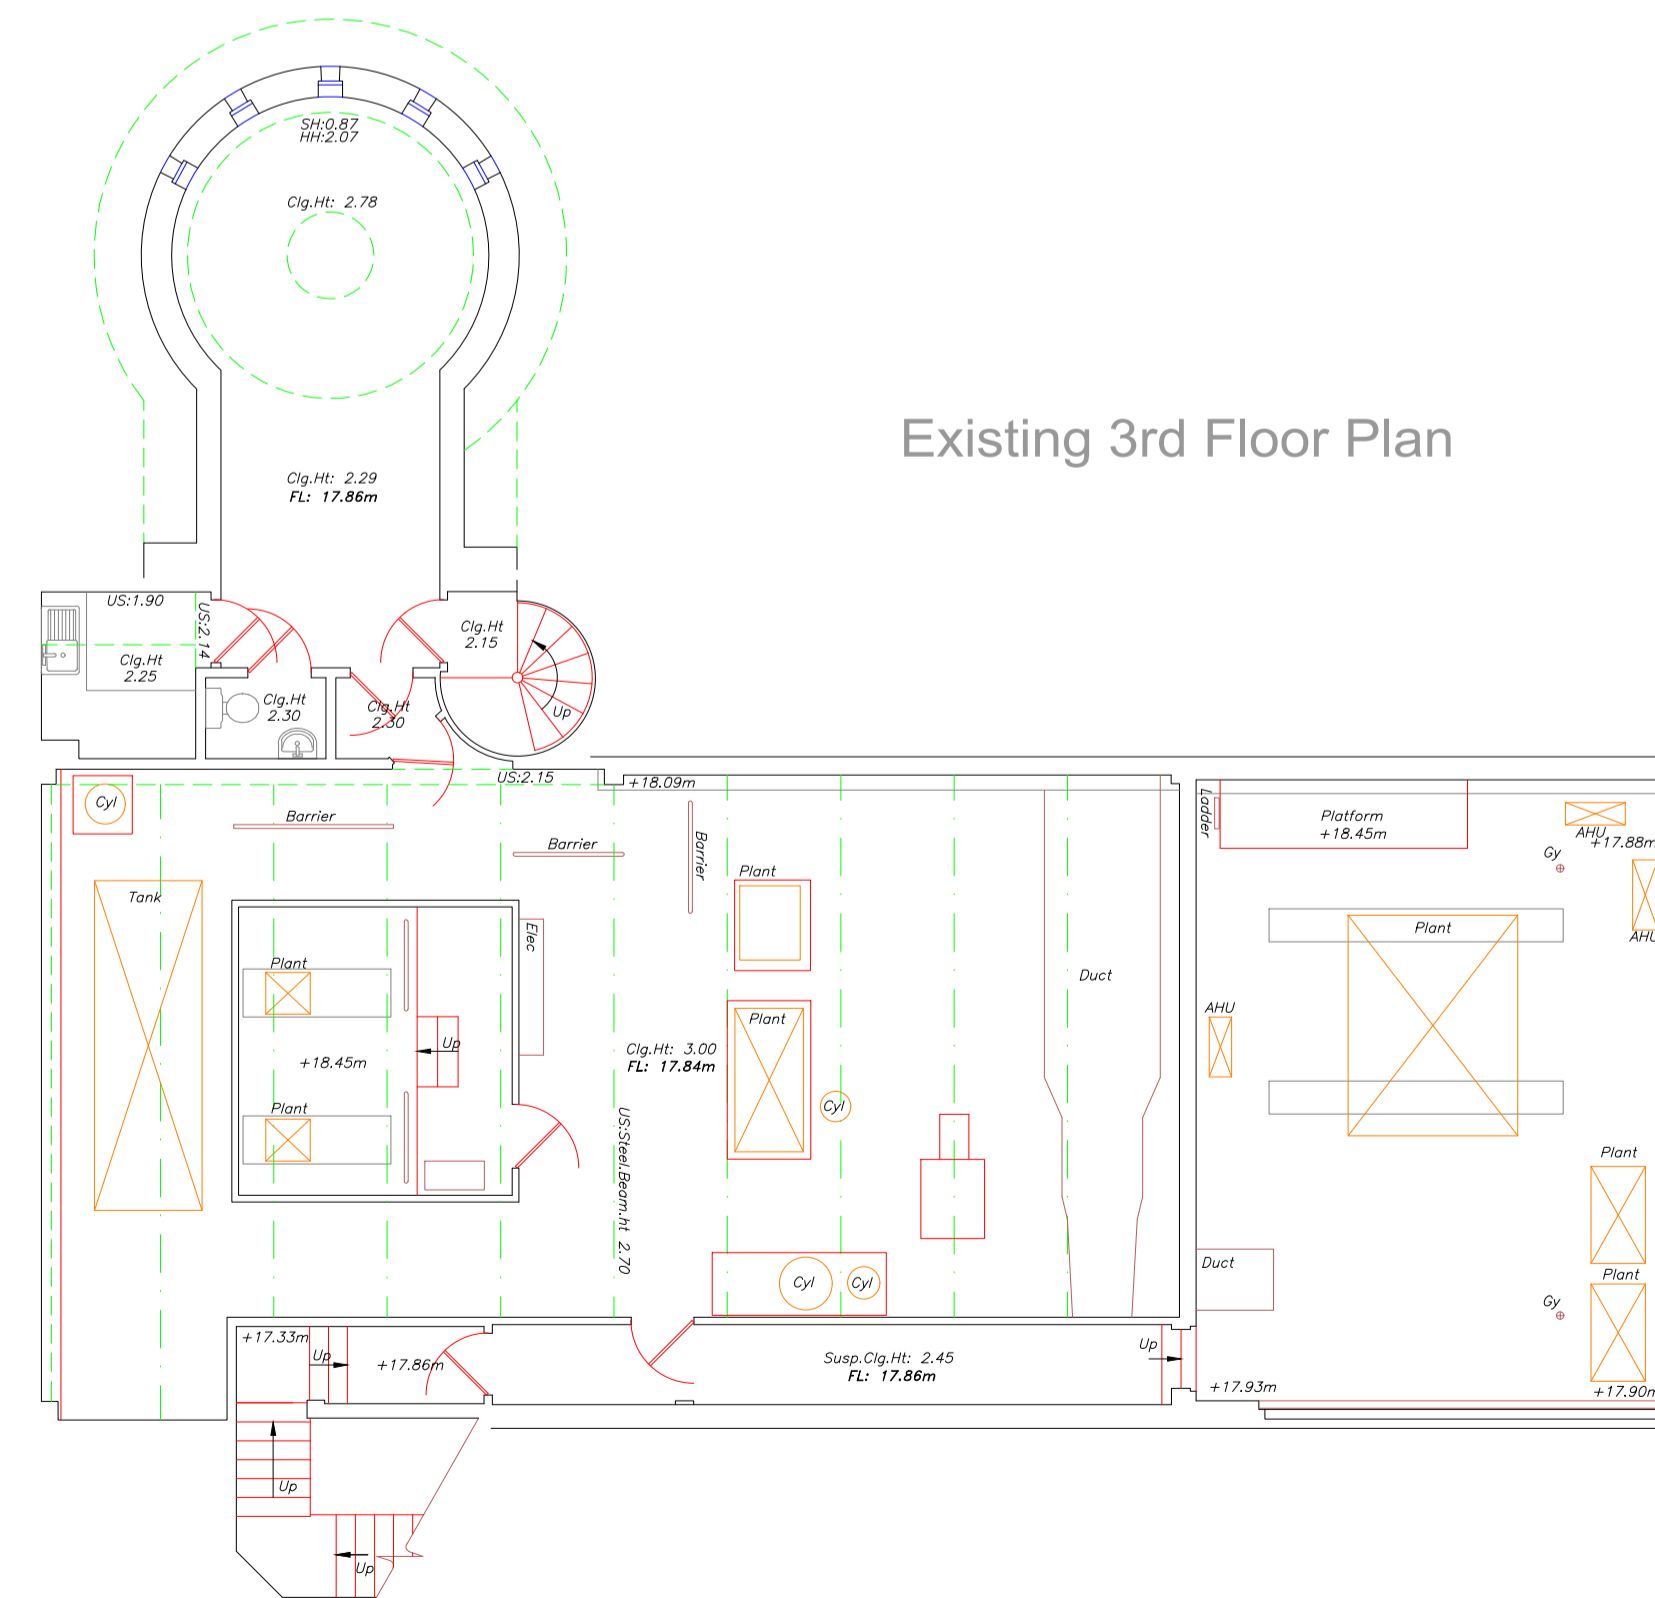 SH:0.87
HH:2.07
Clg.Ht: 2.78
Existing 3rd Floor Plan
Clg.Ht: 2.29
FL: 17.86m
US:1.90
US:2.14
Clg.Ht
2.25
Clg.Ht
2.15
Clg.Ht
2.30
Clg.Ht
2.30
Up
US:2.15
+18.09m
Cyl
Barrier
Barrier
Barrier
Ladder
Platform
+18.45m
AHU
+17.88m
Gy
AHU
Tank
Plant
Plant
Elec
Plant
Duct
Plant
Up
+18.45m
Clg.Ht: 3.00
FL: 17.84m
AHU
Plant
Cyl
US:Steel.Beam.ht 2.70
Plant
Duct
Plant
Cyl
Cyl
Gy
+17.33m
Up
+17.86m
Susp.Clg.Ht: 2.45
FL: 17.86m
Up
+17.93m
+17.90m
Up
Up